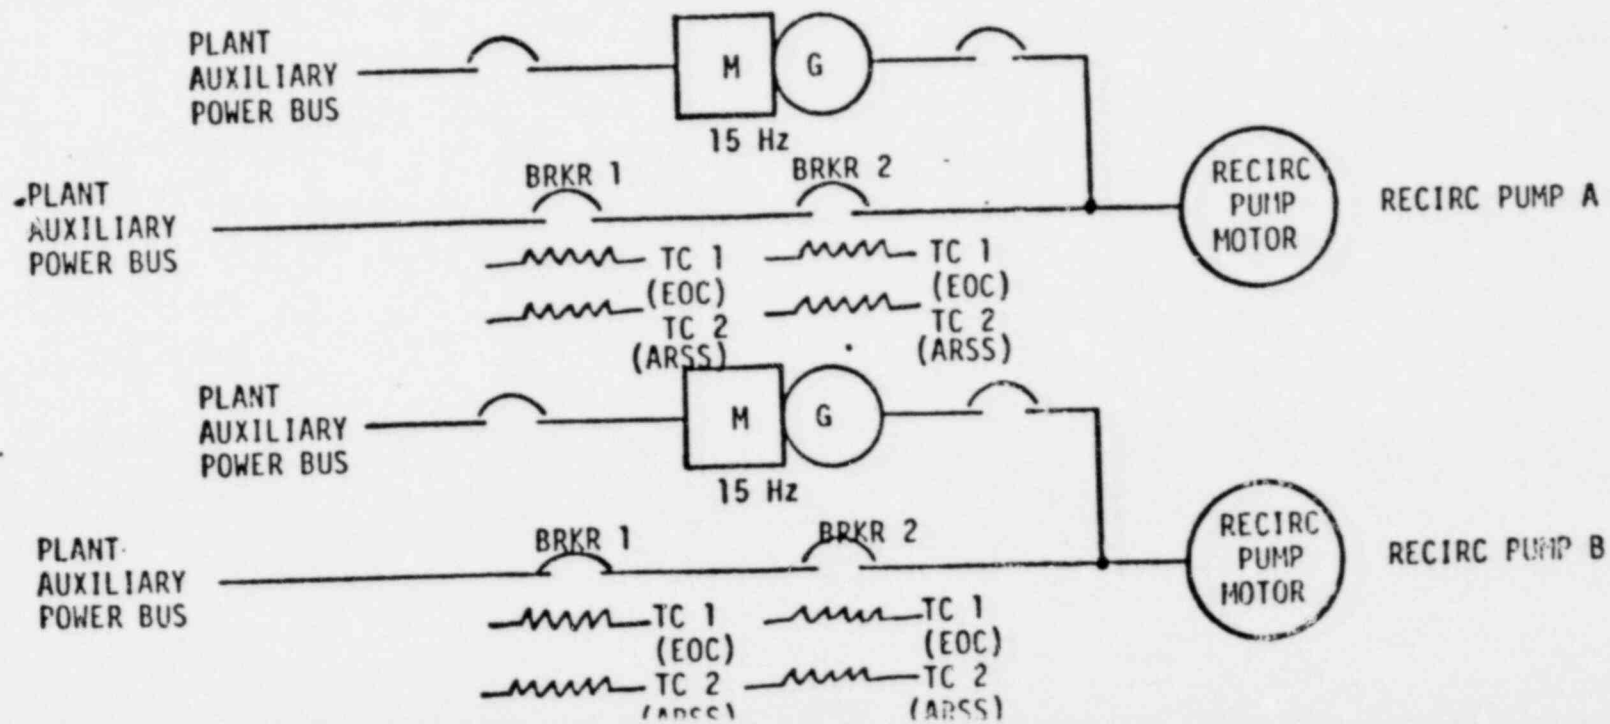 PLANT
AUXILIARY
POWER BUS
M
G
15 Hz
PLANT
AUXILIARY
POWER BUS
BRKR 1
BRKR 2
TC 1
(EOC)
TC 2
(ARSS)
TC 1
(EOC)
TC 2
(ARSS)
RECIRC
PUMP
MOTOR
RECIRC PUMP A
PLANT
AUXILIARY
POWER BUS
M
G
15 Hz
PLANT
AUXILIARY
POWER BUS
BRKR 1
BRKR 2
TC 1
(EOC)
TC 2
(ARSS)
TC 1
(EOC)
TC 2
(ARSS)
RECIRC
PUMP
MOTOR
RECIRC PUMP B